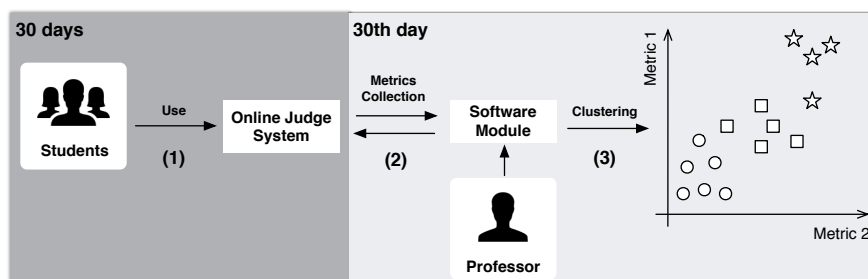 30 days
30th day
Students
Use
(1)
Online Judge
System
Metrics
Collection
(2)
Software
Module
Professor
Clustering
(3)
Metric 1
Metric 2